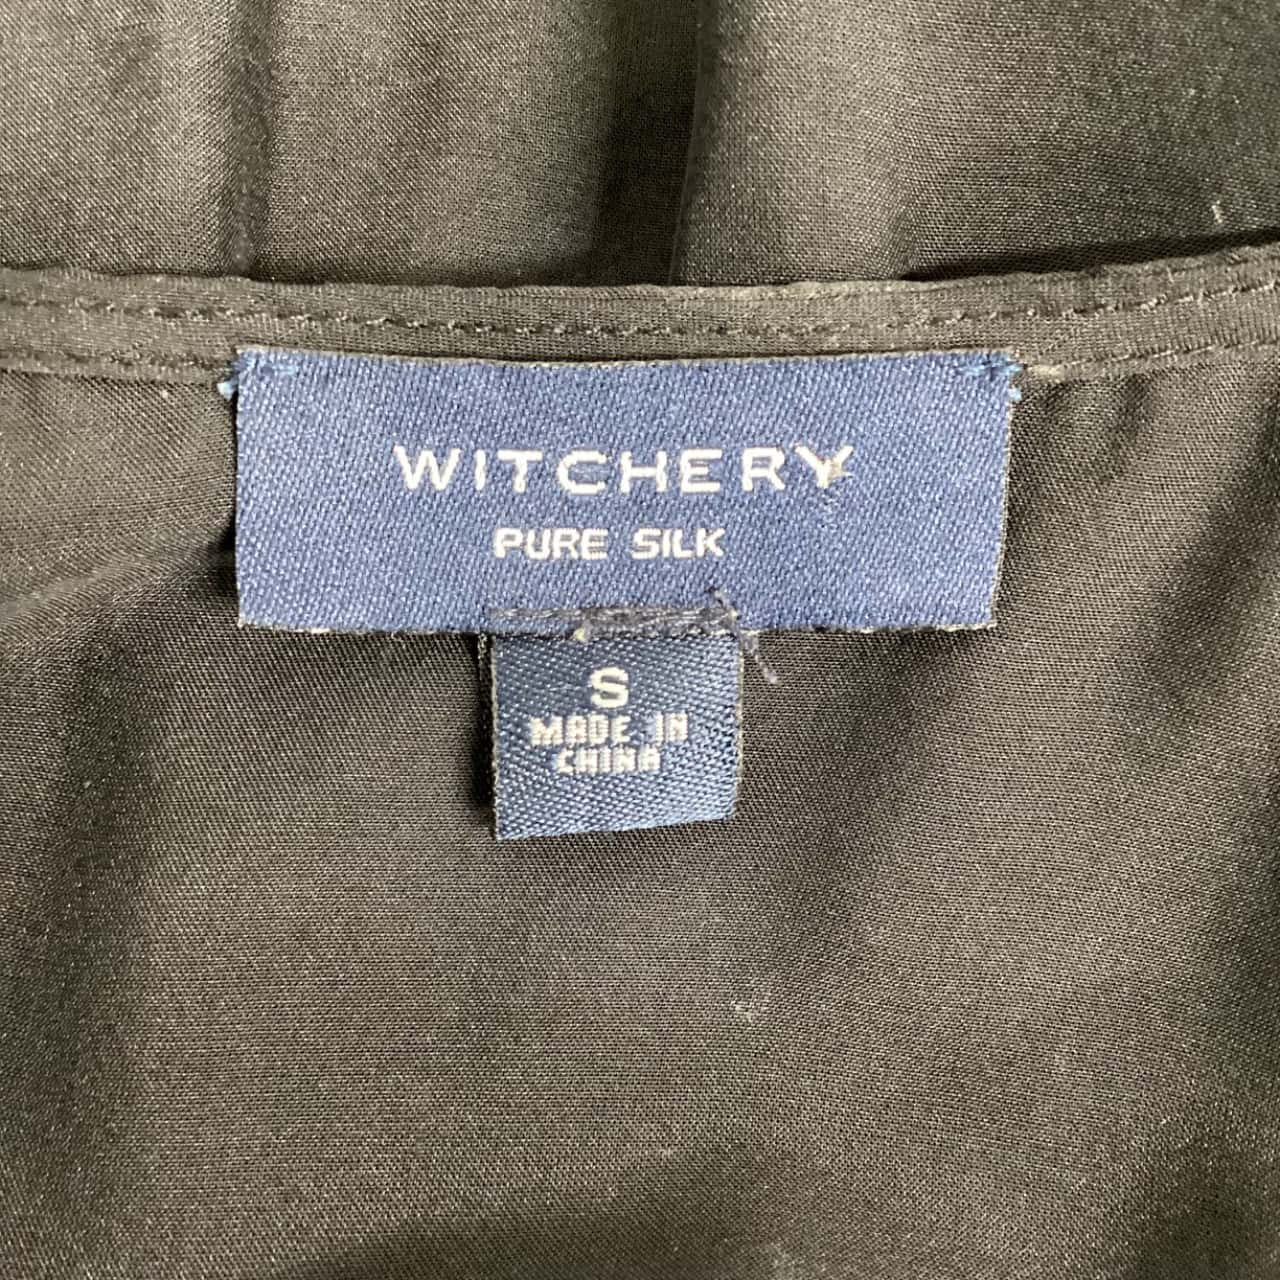 WITCHERY
PURE SILK
S
MADE IN
CHINA